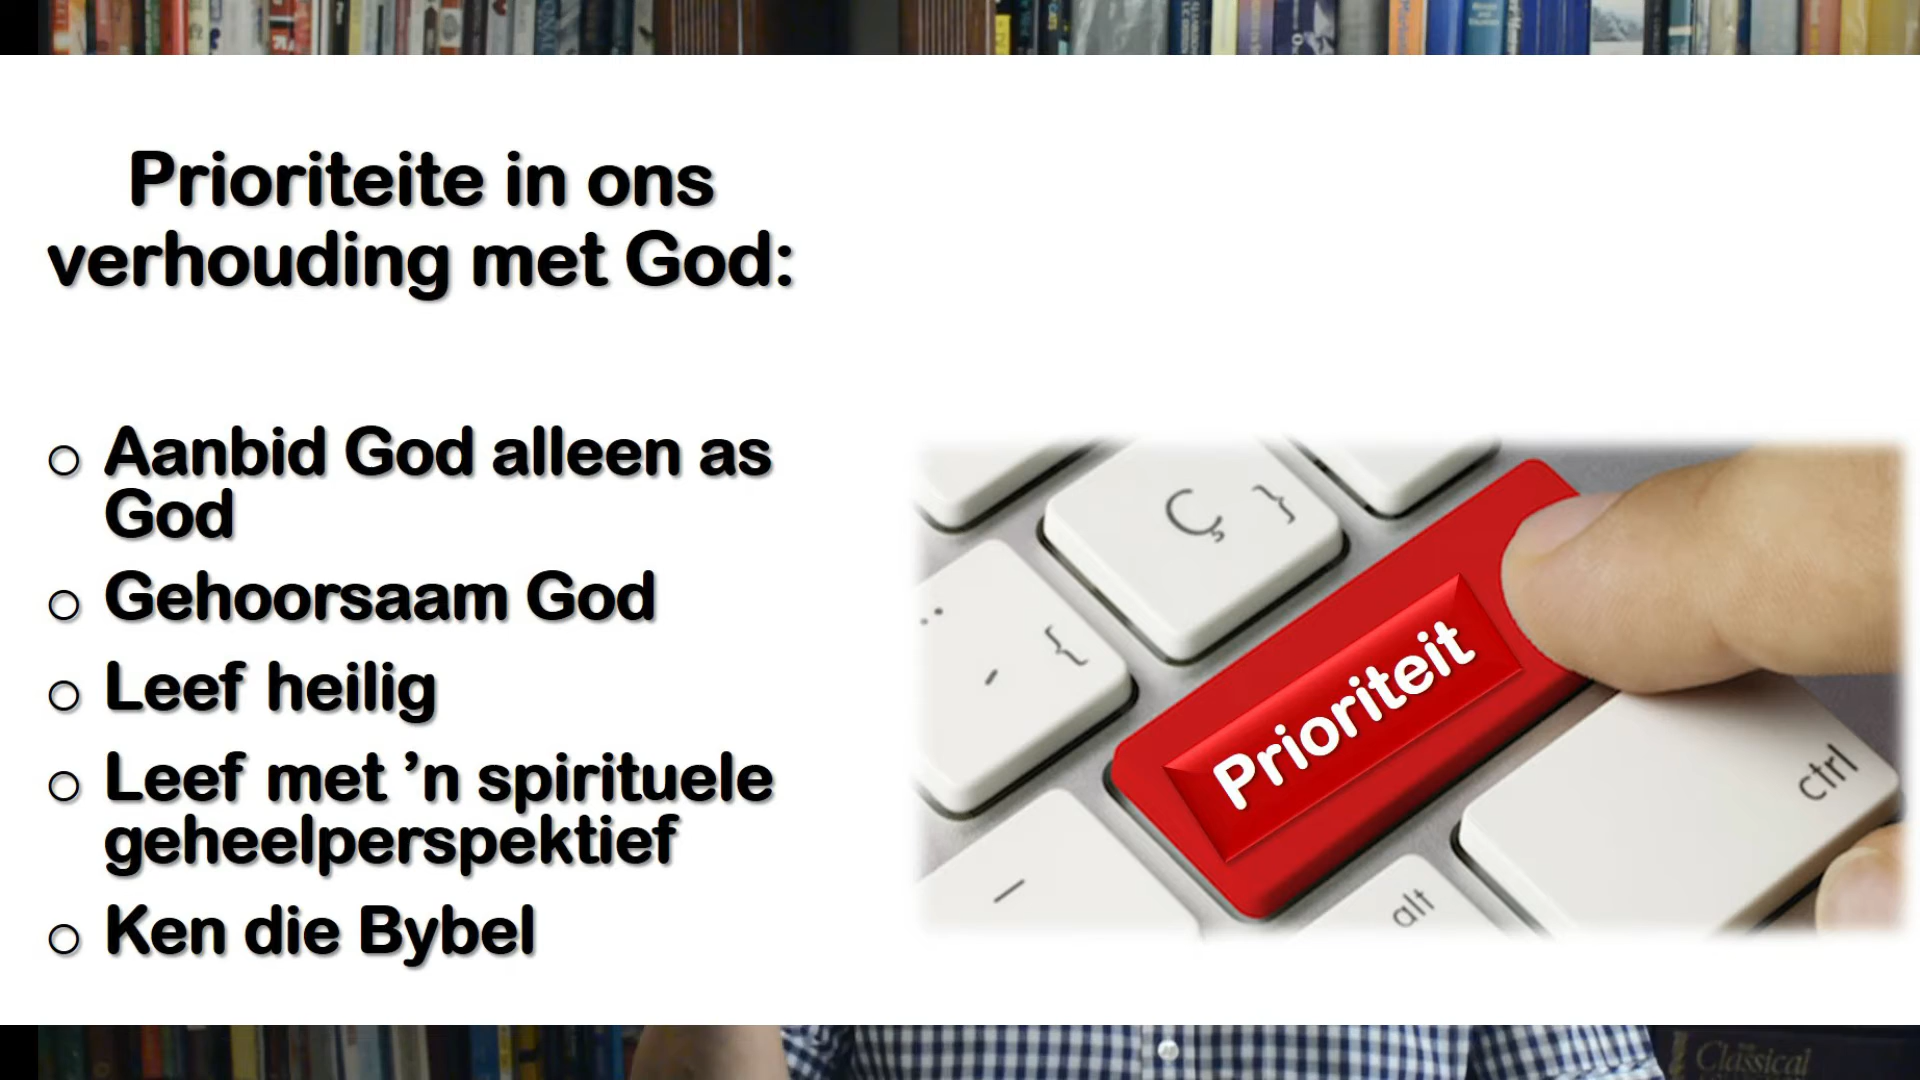 Prioriteite in ons
verhouding met God:
Aanbid God alleen as
God
Gehoorsaam God
Leef heilig
Leef met ’n spirituele
geheelperspektief
Ken die Bybel
Ç }
{
Prioriteit
ctrl
alt
Classical